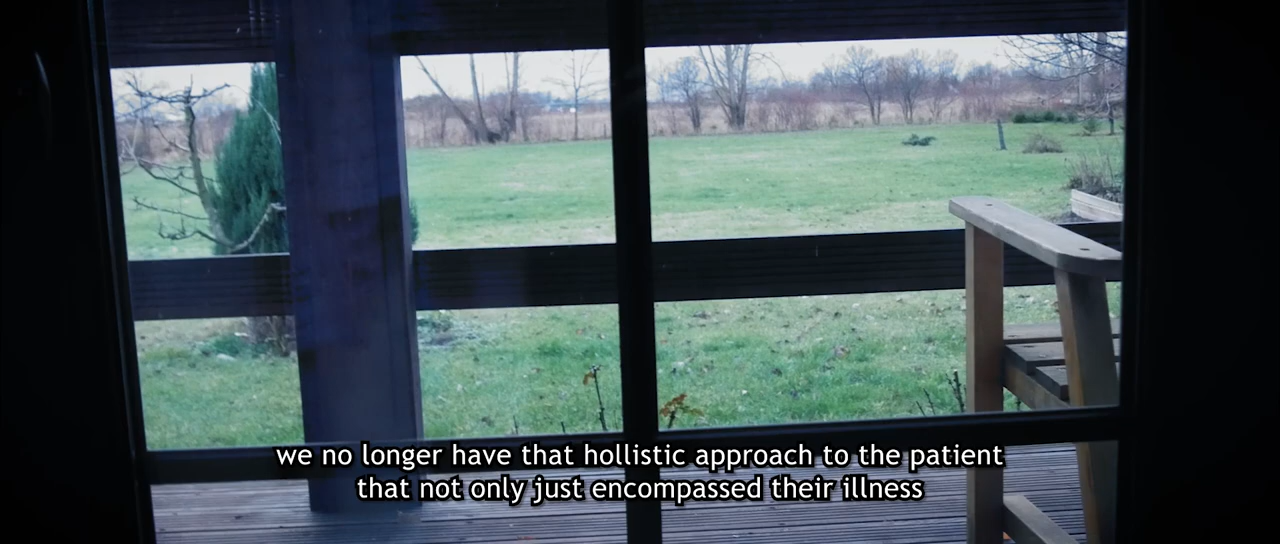 we no longer have that hollistic approach to the patient
that not only just encompassed their illness